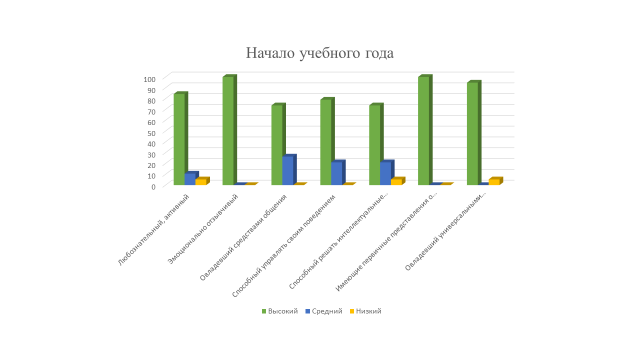 Начало учебного года
100
90
80
70
60
50
40
30
20
10
0
Любознательный, активный
Эмоционально отзывчивый
Овладевший средствами общения
Способный управлять своим поведением
Способный решать интеллектуальные...
Имеющие первичные представления о...
Овладевший универсальными...
Высокий Средний Низкий